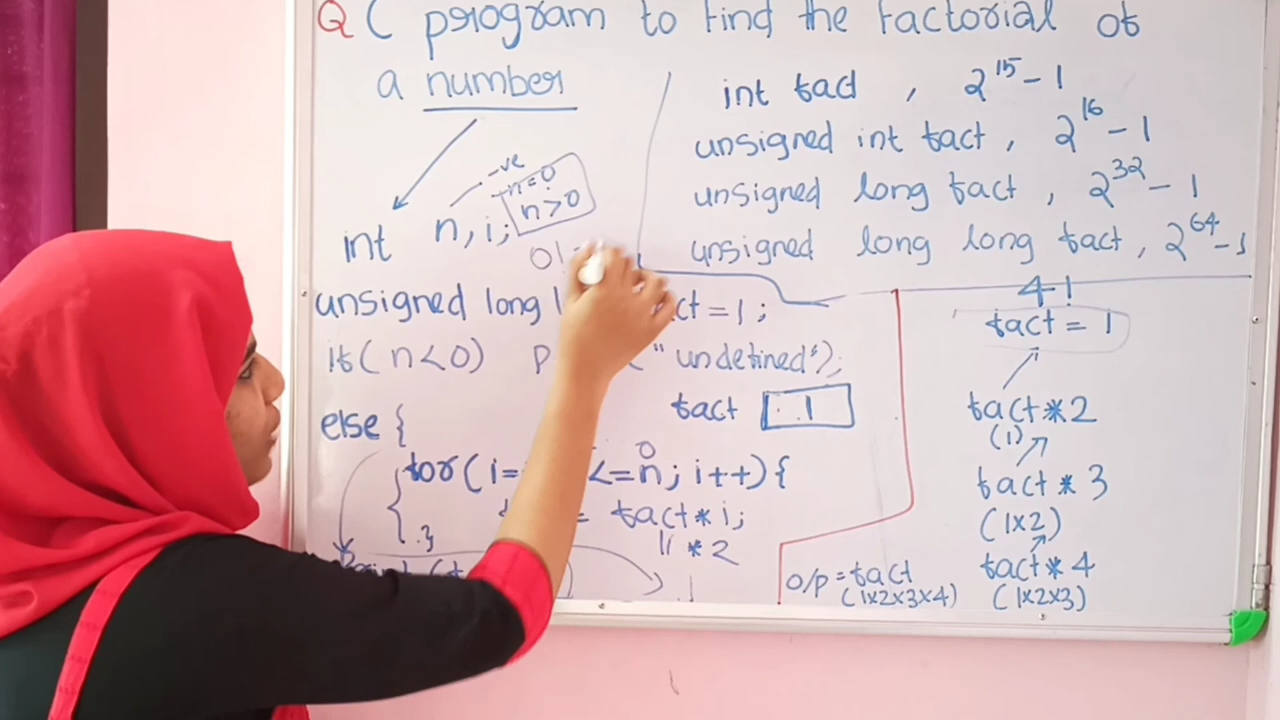 Q C program to find the factorial of
a number
int n, i;
-ve
n=0
n>0
0!
unsigned long = 1 ;
if( n<0) ("undefined");
fact 1
else {
for( i= <=n; i++) {
0
= fact * i;
}
1 * 2
int fact , 2^15 - 1
unsigned int fact , 2^16 - 1
unsigned long fact , 2^32 - 1
unsigned long long fact , 2^64 - 1
4!
fact = 1
fact * 2
(1)
fact * 3
(1x2)
fact * 4
(1x2x3)
o/p = fact
(1x2x3x4)